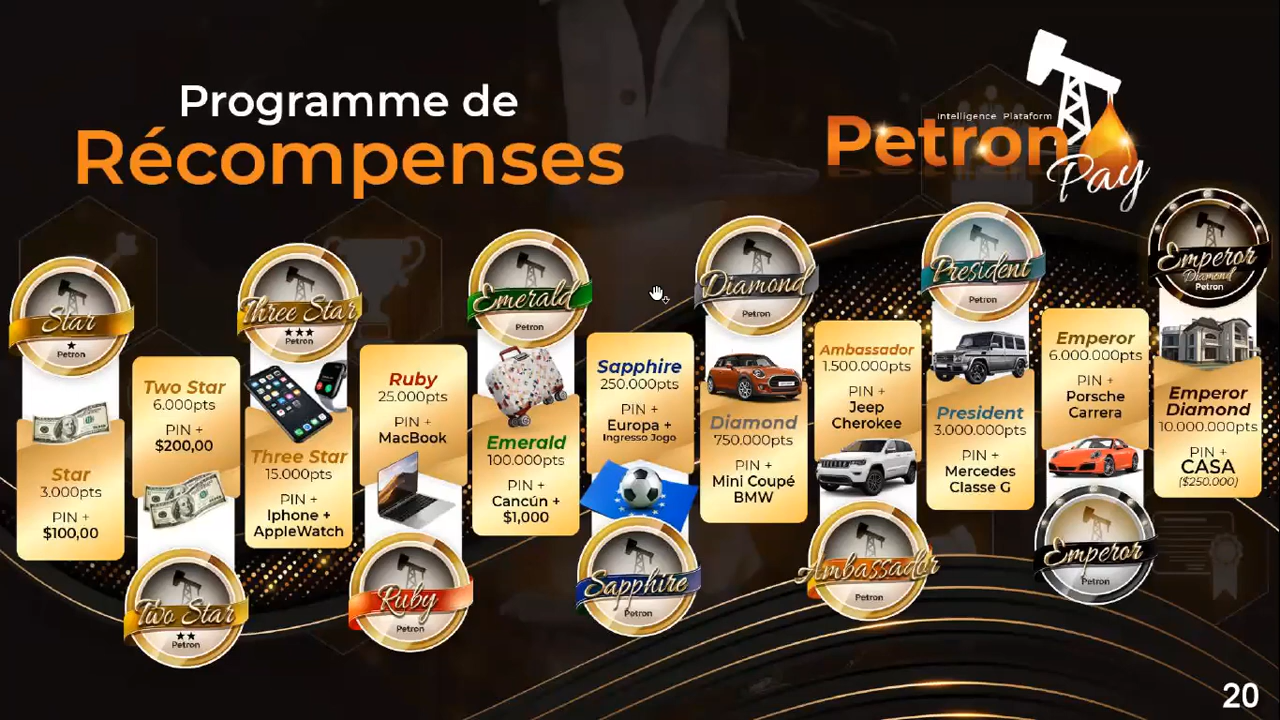 Programme de
Récompenses
Intelligence Plataform
Petron
Pay
Star
★
Petron
Star
3.000pts
PIN +
$100,00
Two Star
6.000pts
PIN +
$200,00
Two Star
★★
Petron
Three Star
★★★
Petron
Three Star
15.000pts
PIN +
Iphone +
AppleWatch
Ruby
25.000pts
PIN +
MacBook
Ruby
Petron
Emerald
Petron
Emerald
100.000pts
PIN +
Cancún +
$1,000
Sapphire
250.000pts
PIN +
Europa +
Ingresso Jogo
Sapphire
Petron
Diamond
Petron
Diamond
750.000pts
PIN +
Mini Coupé
BMW
Ambassador
1.500.000pts
PIN +
Jeep
Cherokee
Ambassador
Petron
President
Petron
President
3.000.000pts
PIN +
Mercedes
Classe G
Emperor
6.000.000pts
PIN +
Porsche
Carrera
Emperor
Petron
Emperor
Diamond
Petron
Emperor
Diamond
10.000.000pts
PIN +
CASA
($250.000)
20